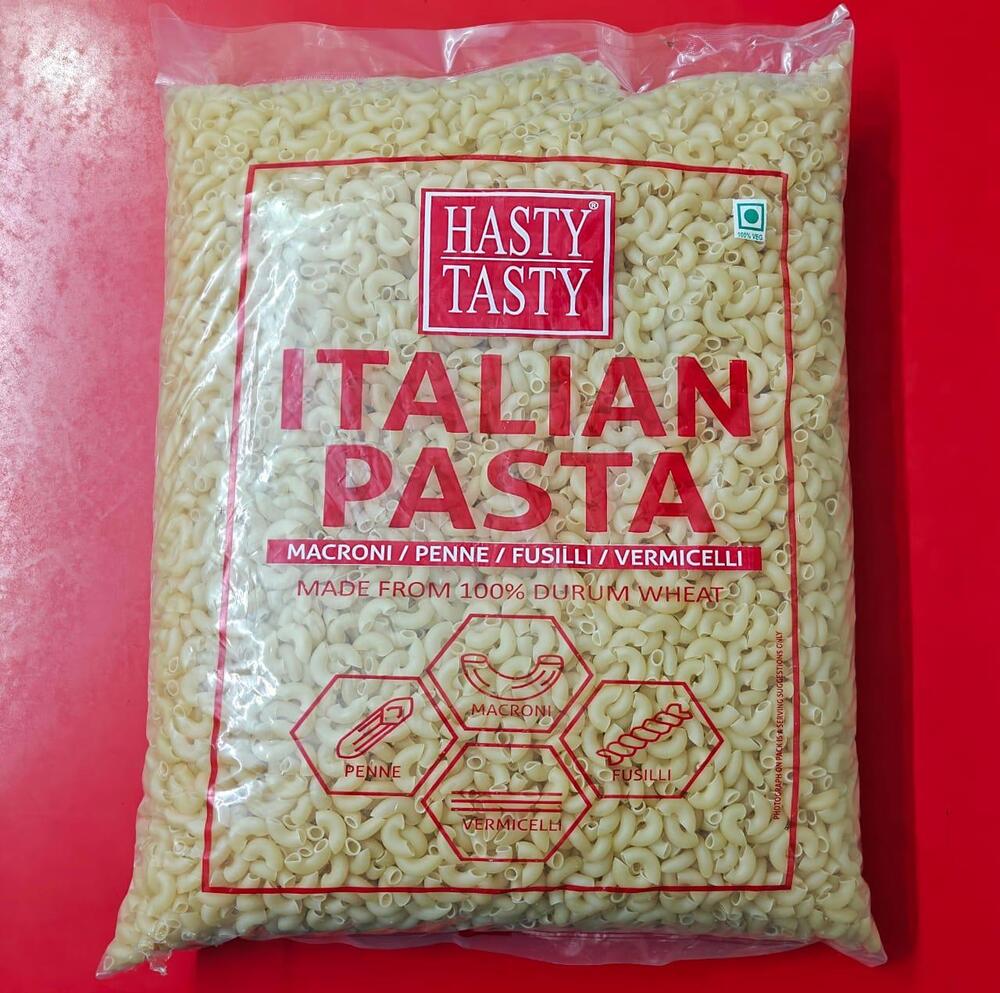 HASTY®
TASTY
100% VEG
ITALIAN
PASTA
MACRONI / PENNE / FUSILLI / VERMICELLI
MADE FROM 100% DURUM WHEAT
MACRONI
PENNE
FUSILLI
VERMICELLI
PHOTOGRAPH ON PACK IS A SERVING SUGGESTIONS ONLY